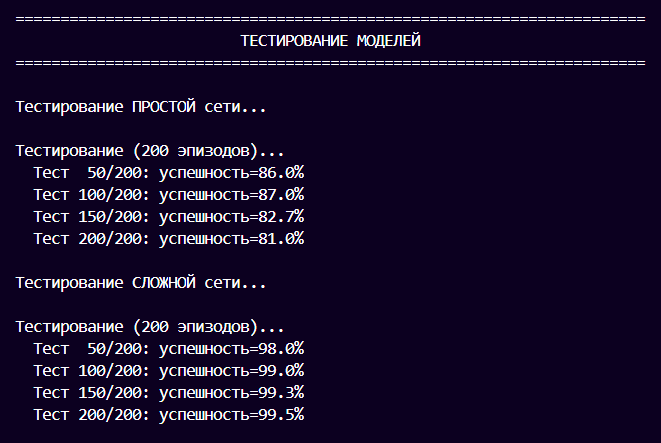 ======================================================================
ТЕСТИРОВАНИЕ МОДЕЛЕЙ
======================================================================
Тестирование ПРОСТОЙ сети...
Тестирование (200 эпизодов)...
Тест  50/200: успешность=86.0%
Тест 100/200: успешность=87.0%
Тест 150/200: успешность=82.7%
Тест 200/200: успешность=81.0%
Тестирование СЛОЖНОЙ сети...
Тестирование (200 эпизодов)...
Тест  50/200: успешность=98.0%
Тест 100/200: успешность=99.0%
Тест 150/200: успешность=99.3%
Тест 200/200: успешность=99.5%